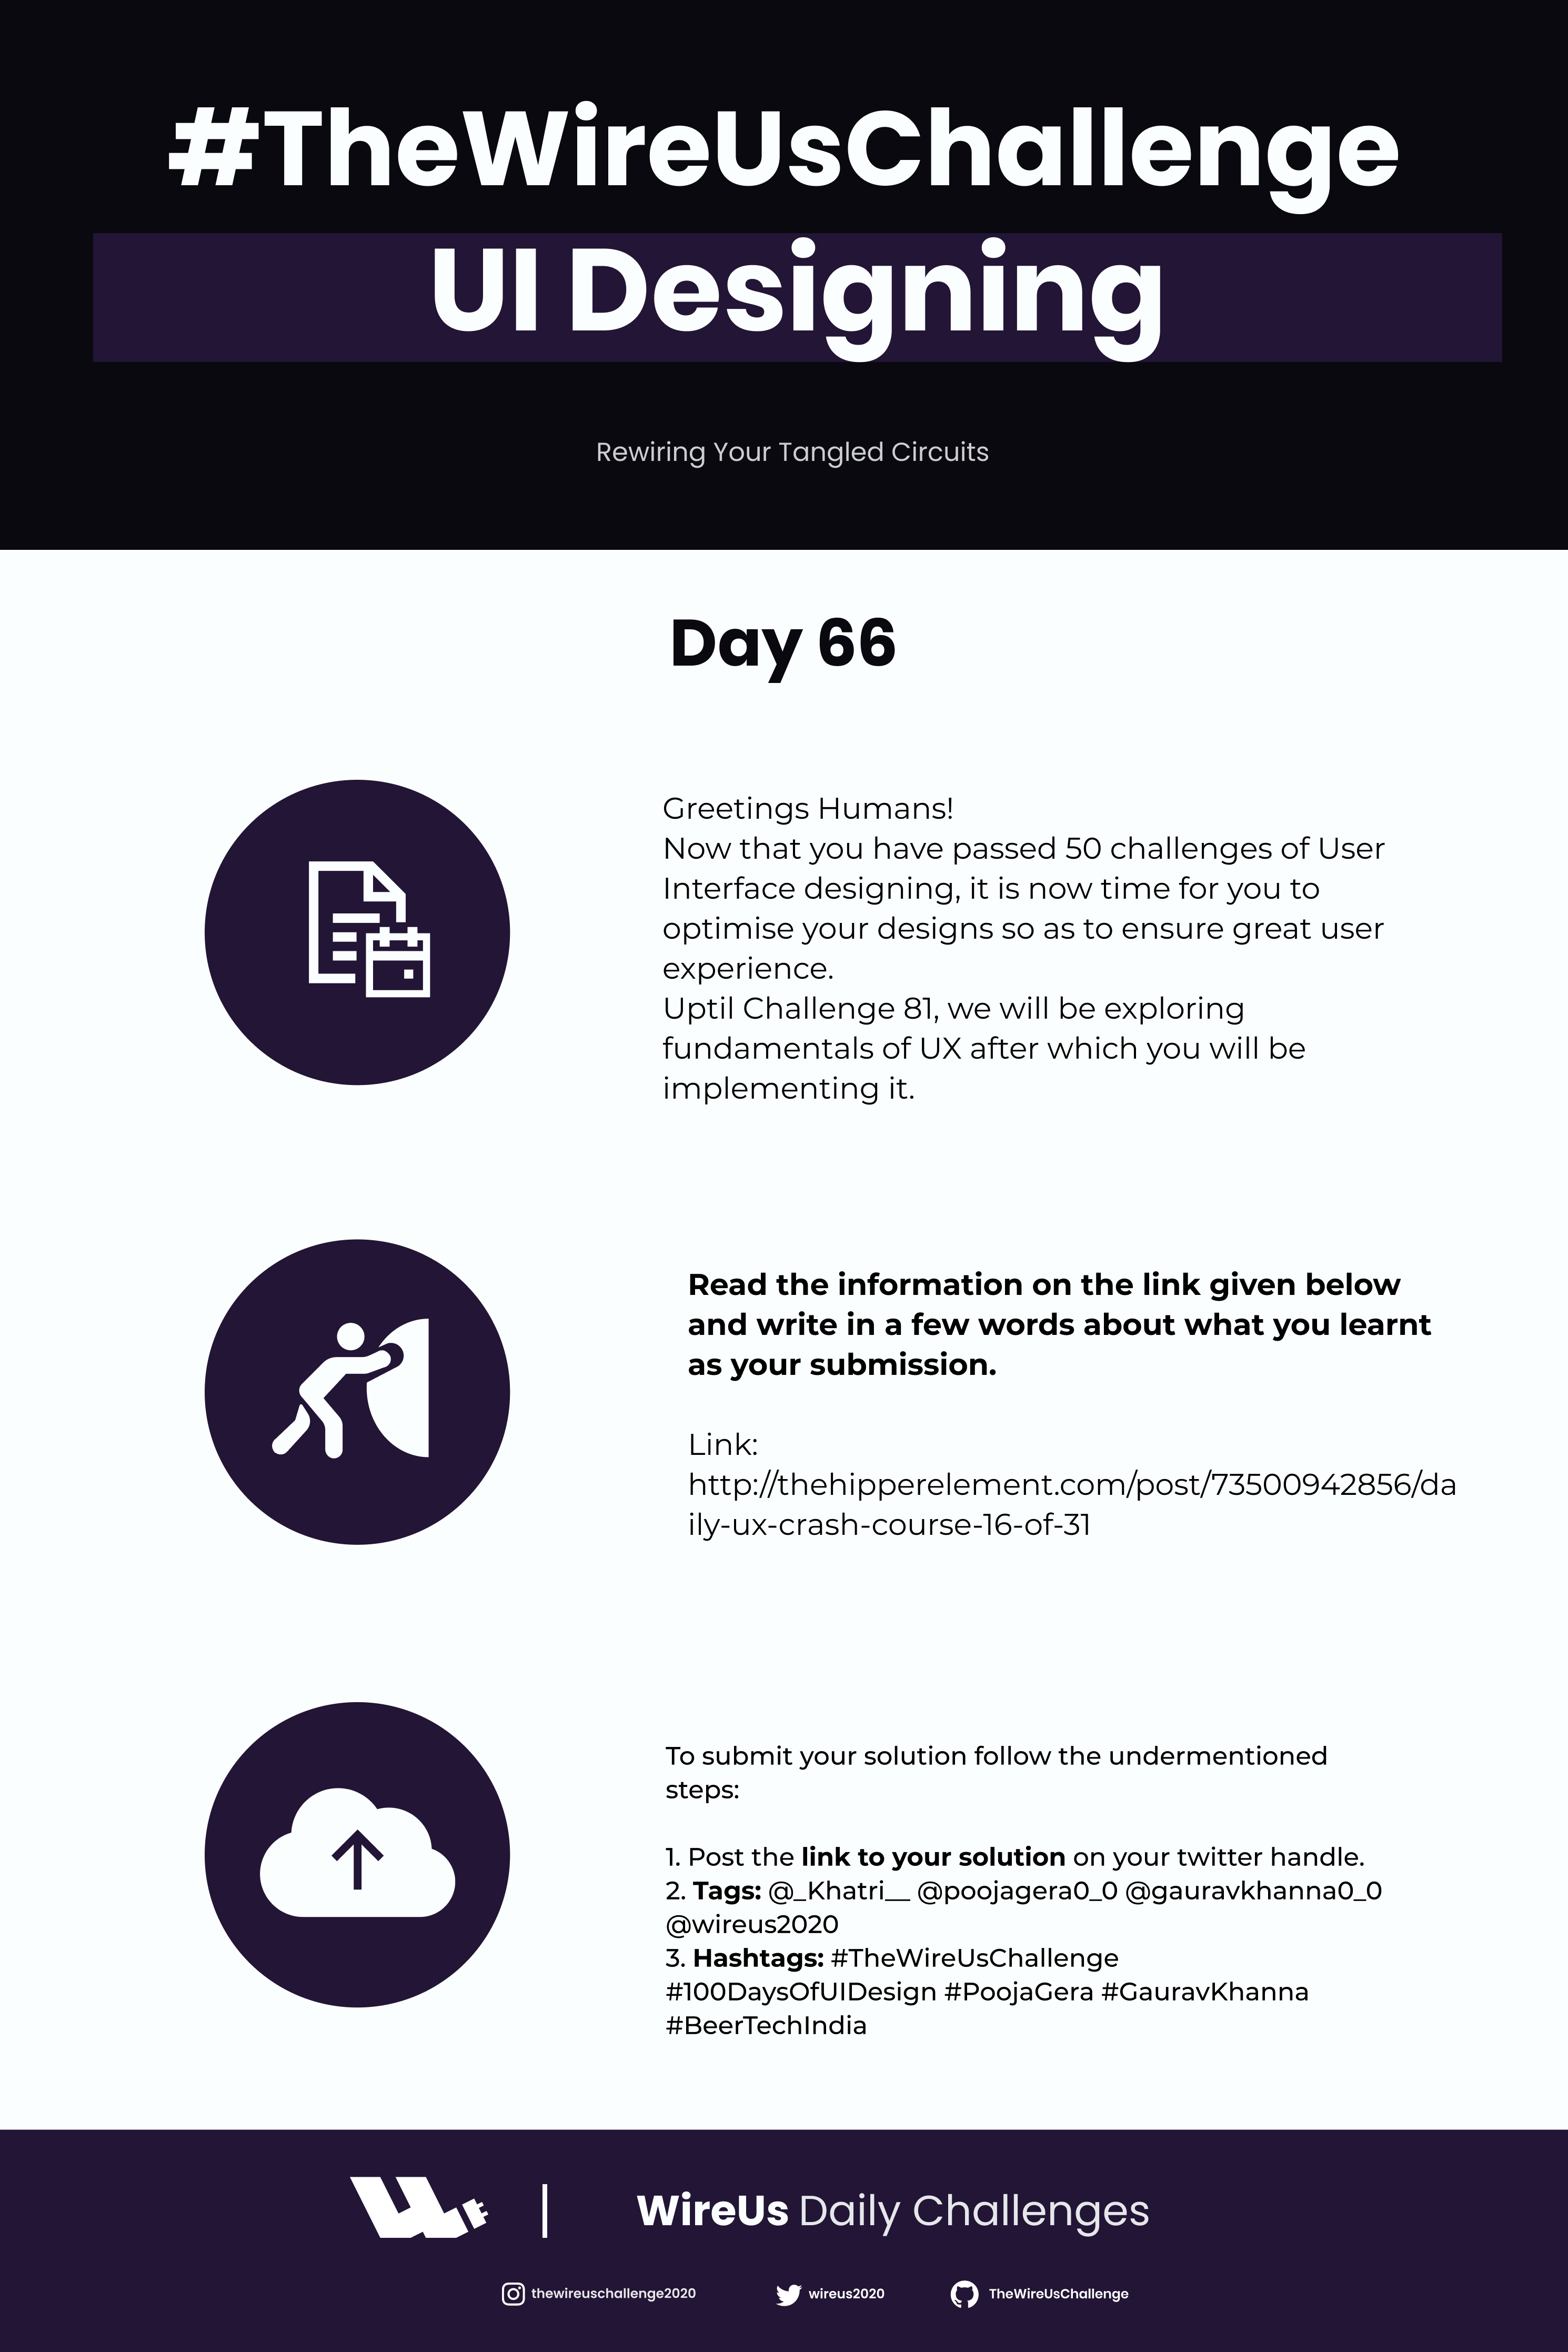 #TheWireUsChallenge
UI Designing
Rewiring Your Tangled Circuits
Day 66
Greetings Humans!
Now that you have passed 50 challenges of User
Interface designing, it is now time for you to
optimise your designs so as to ensure great user
experience.
Uptil Challenge 81, we will be exploring
fundamentals of UX after which you will be
implementing it.
Read the information on the link given below
and write in a few words about what you learnt
as your submission.
Link:
http://thehipperelement.com/post/73500942856/da
ily-ux-crash-course-16-of-31
To submit your solution follow the undermentioned
steps:
1. Post the link to your solution on your twitter handle.
2. Tags: @_Khatri__ @poojagera0_0 @gauravkhanna0_0
@wireus2020
3. Hashtags: #TheWireUsChallenge
#100DaysOfUIDesign #PoojaGera #GauravKhanna
#BeerTechIndia
WireUs Daily Challenges
thewireuschallenge2020 wireus2020 TheWireUsChallenge